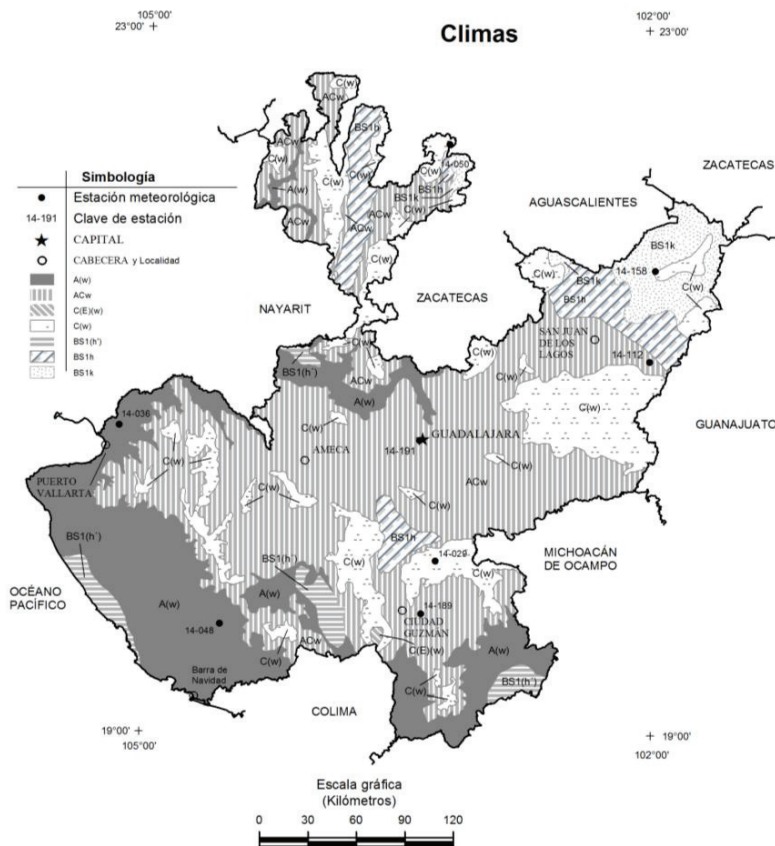 105°00'
23°00'
Climas
102°00'
23°00'
Simbología
Estación meteorológica
14-191 Clave de estación
CAPITAL
CABECERA y Localidad
A(w)
ACw
C(E)(w)
C(w)
BS1(h')
BS1h
BS1k
C(w)
ACw
BS1h
ACw
C(w)
A(w)
ACw
C(w)
C(w)
14-050
C(w)
BS1h
BS1k
C(w)
ACw
ACw
C(w)
ZACATECAS
AGUASCALIENTES
BS1k
14-158
C(w)
C(w)
BS1k
BS1h
NAYARIT
ZACATECAS
SAN JUAN
DE LOS
LAGOS
14-112
C(w)
ACw
BS1(h')
A(w)
C(w)
C(w)
C(w)
GUANAJUATO
14-036
C(w)
GUADALAJARA
14-191
AMECA
C(w)
C(w)
PUERTO
VALLARTA
C(w)
ACw
C(w)
BS1(h')
BS1h
14-029
MICHOACÁN
DE OCAMPO
OCÉANO
PACÍFICO
BS1(h')
C(w)
C(w)
A(w)
A(w)
14-048
14-189
CIUDAD
GUZMÁN
C(w)
ACw
C(E)(w)
A(w)
Barra de
Navidad
C(w)
BS1(h')
COLIMA
19°00'
105°00'
19°00'
102°00'
Escala gráfica
(Kilómetros)
0 30 60 90 120